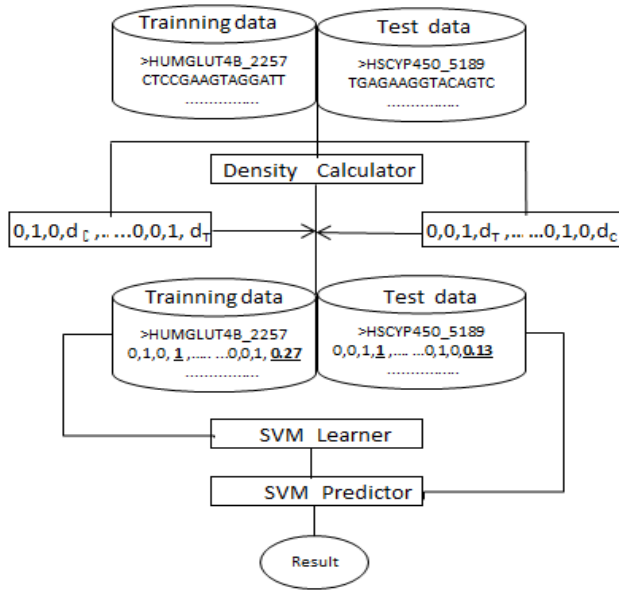 Trainning data
>HUMGLUT4B_2257
CTCCGAAGTAGGATT
................
Test data
>HSCYP450_5189
TGAGAAGGTACAGTC
................
Density Calculator
0,1,0,d C ,.. ...0,0,1, dT
0,0,1,dT ,.... ...0,1,0,dC
Trainning data
>HUMGLUT4B_2257
0,1,0, 1 ,..... ...0,0,1, 0.27
................
Test data
>HSCYP450_5189
0,0,1,1 ,.... ...0,1,0,0.13
................
SVM Learner
SVM Predictor
Result